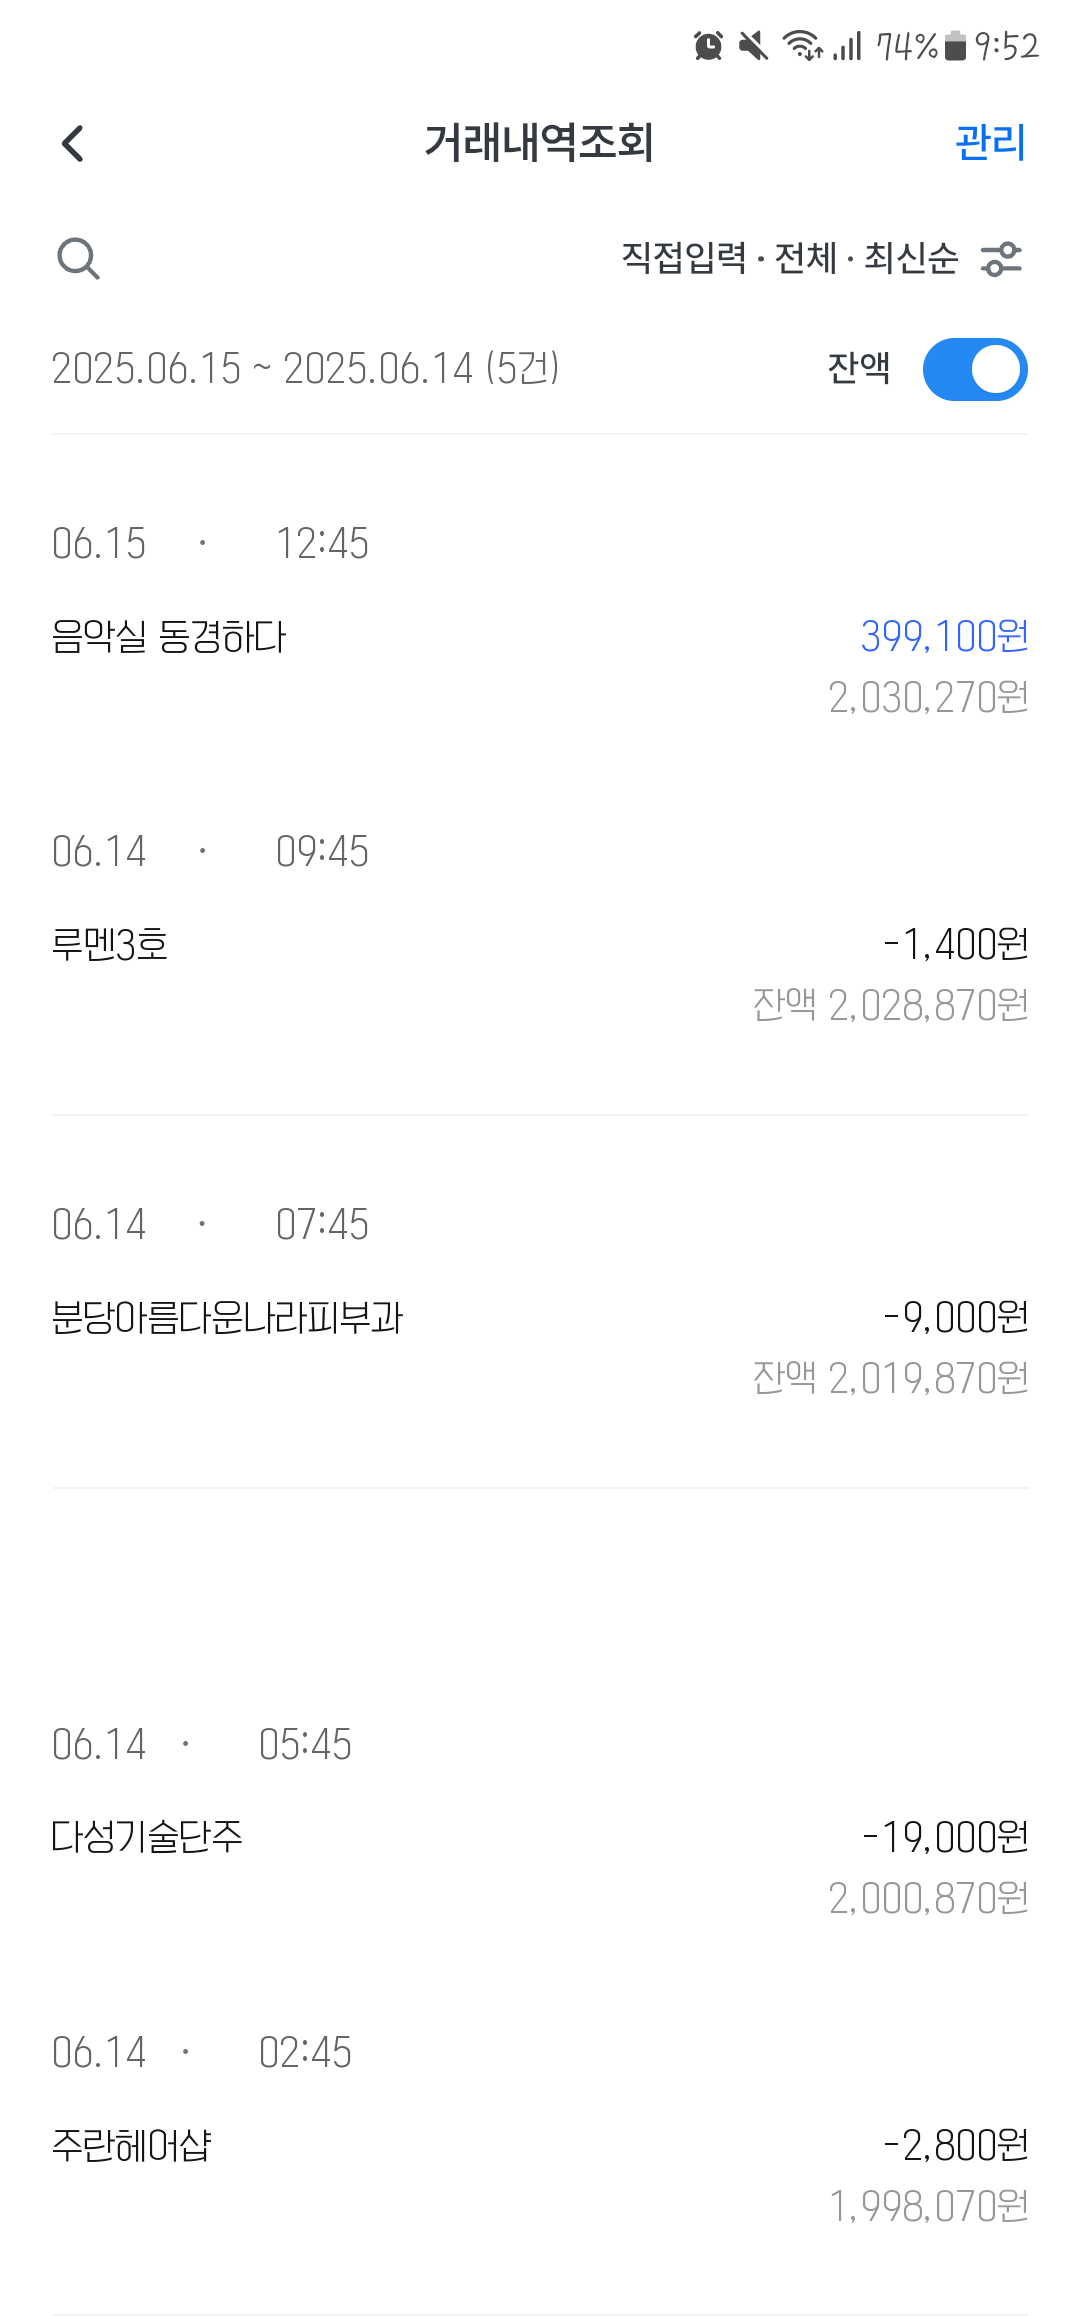 74% 9:52
거래내역조회 관리
직접입력 · 전체 · 최신순
2025.06.15 ~ 2025.06.14 (5건) 잔액
06.15 · 12:45
음악실 동경하다 399,100원
2,030,270원
06.14 · 09:45
루멘3호 -1,400원
잔액 2,028,870원
06.14 · 07:45
분당아름다운나라피부과 -9,000원
잔액 2,019,870원
06.14 · 05:45
다성기술단주 -19,000원
2,000,870원
06.14 · 02:45
주란헤어샵 -2,800원
1,998,070원